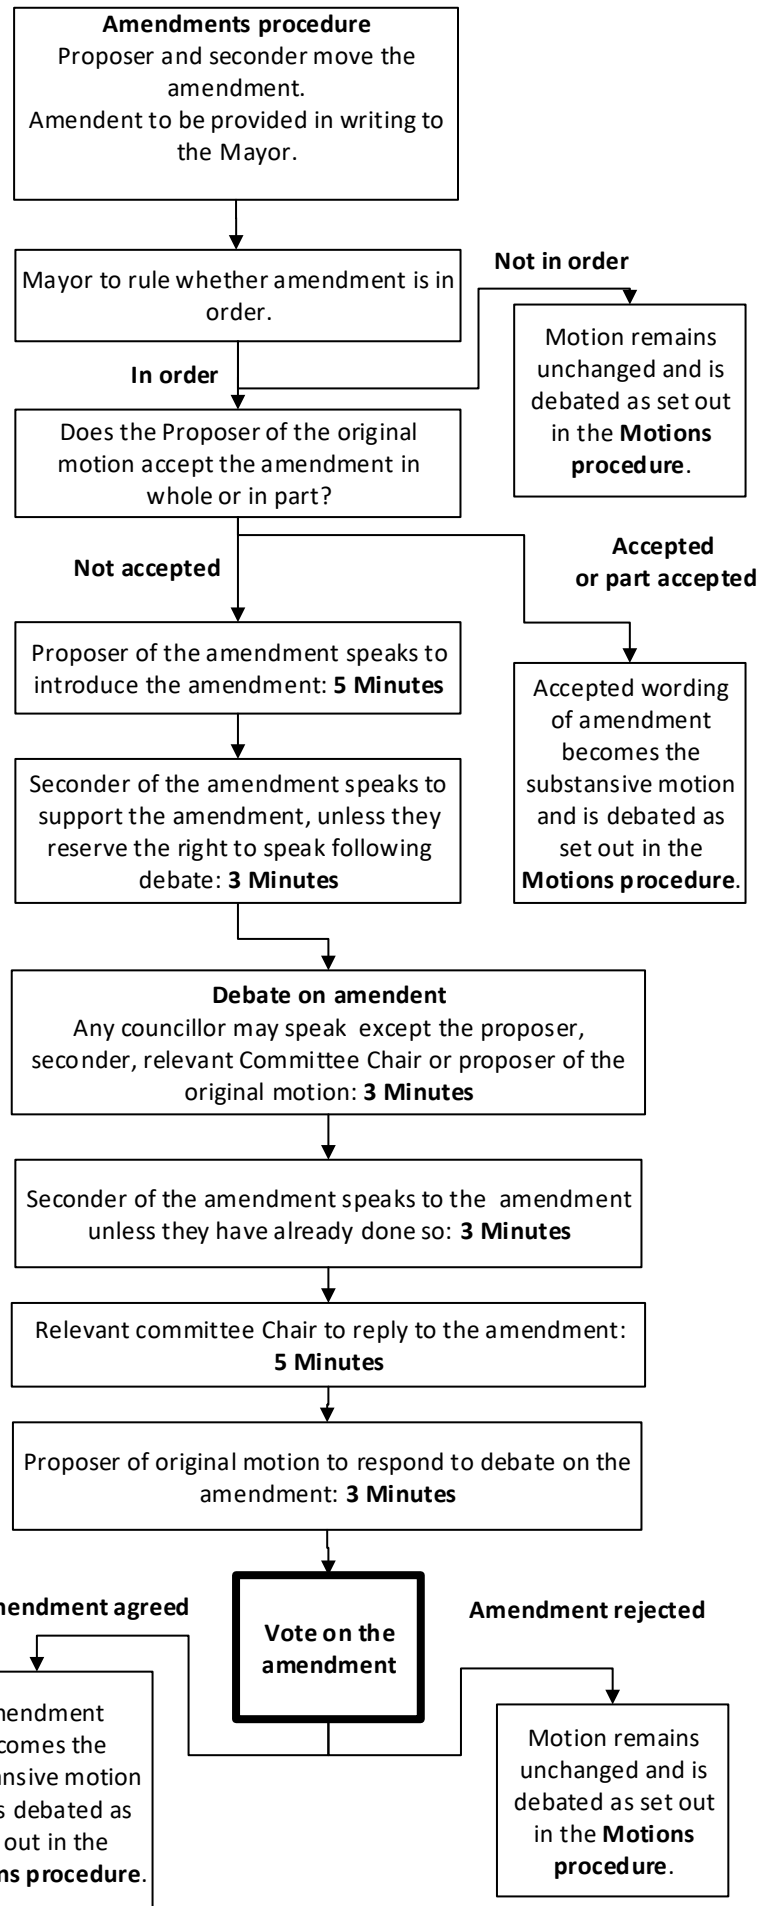 Amendments procedure
Proposer and seconder move the
amendment.
Amendent to be provided in writing to
the Mayor.
Mayor to rule whether amendment is in
order.
Not in order
Motion remains
unchanged and is
debated as set out
in the Motions
procedure.
In order
Does the Proposer of the original
motion accept the amendment in
whole or in part?
Accepted
or part accepted
Not accepted
Proposer of the amendment speaks to
introduce the amendment: 5 Minutes
Accepted wording
of amendment
becomes the
substansive motion
and is debated as
set out in the
Motions procedure.
Seconder of the amendment speaks to
support the amendment, unless they
reserve the right to speak following
debate: 3 Minutes
Debate on amendent
Any councillor may speak except the proposer,
seconder, relevant Committee Chair or proposer of the
original motion: 3 Minutes
Seconder of the amendment speaks to the amendment
unless they have already done so: 3 Minutes
Relevant committee Chair to reply to the amendment:
5 Minutes
Proposer of original motion to respond to debate on the
amendment: 3 Minutes
Vote on the
amendment
agreed
the
motion
debated as
out in the
procedure.
Amendment rejected
Motion remains
unchanged and is
debated as set out
in the Motions
procedure.